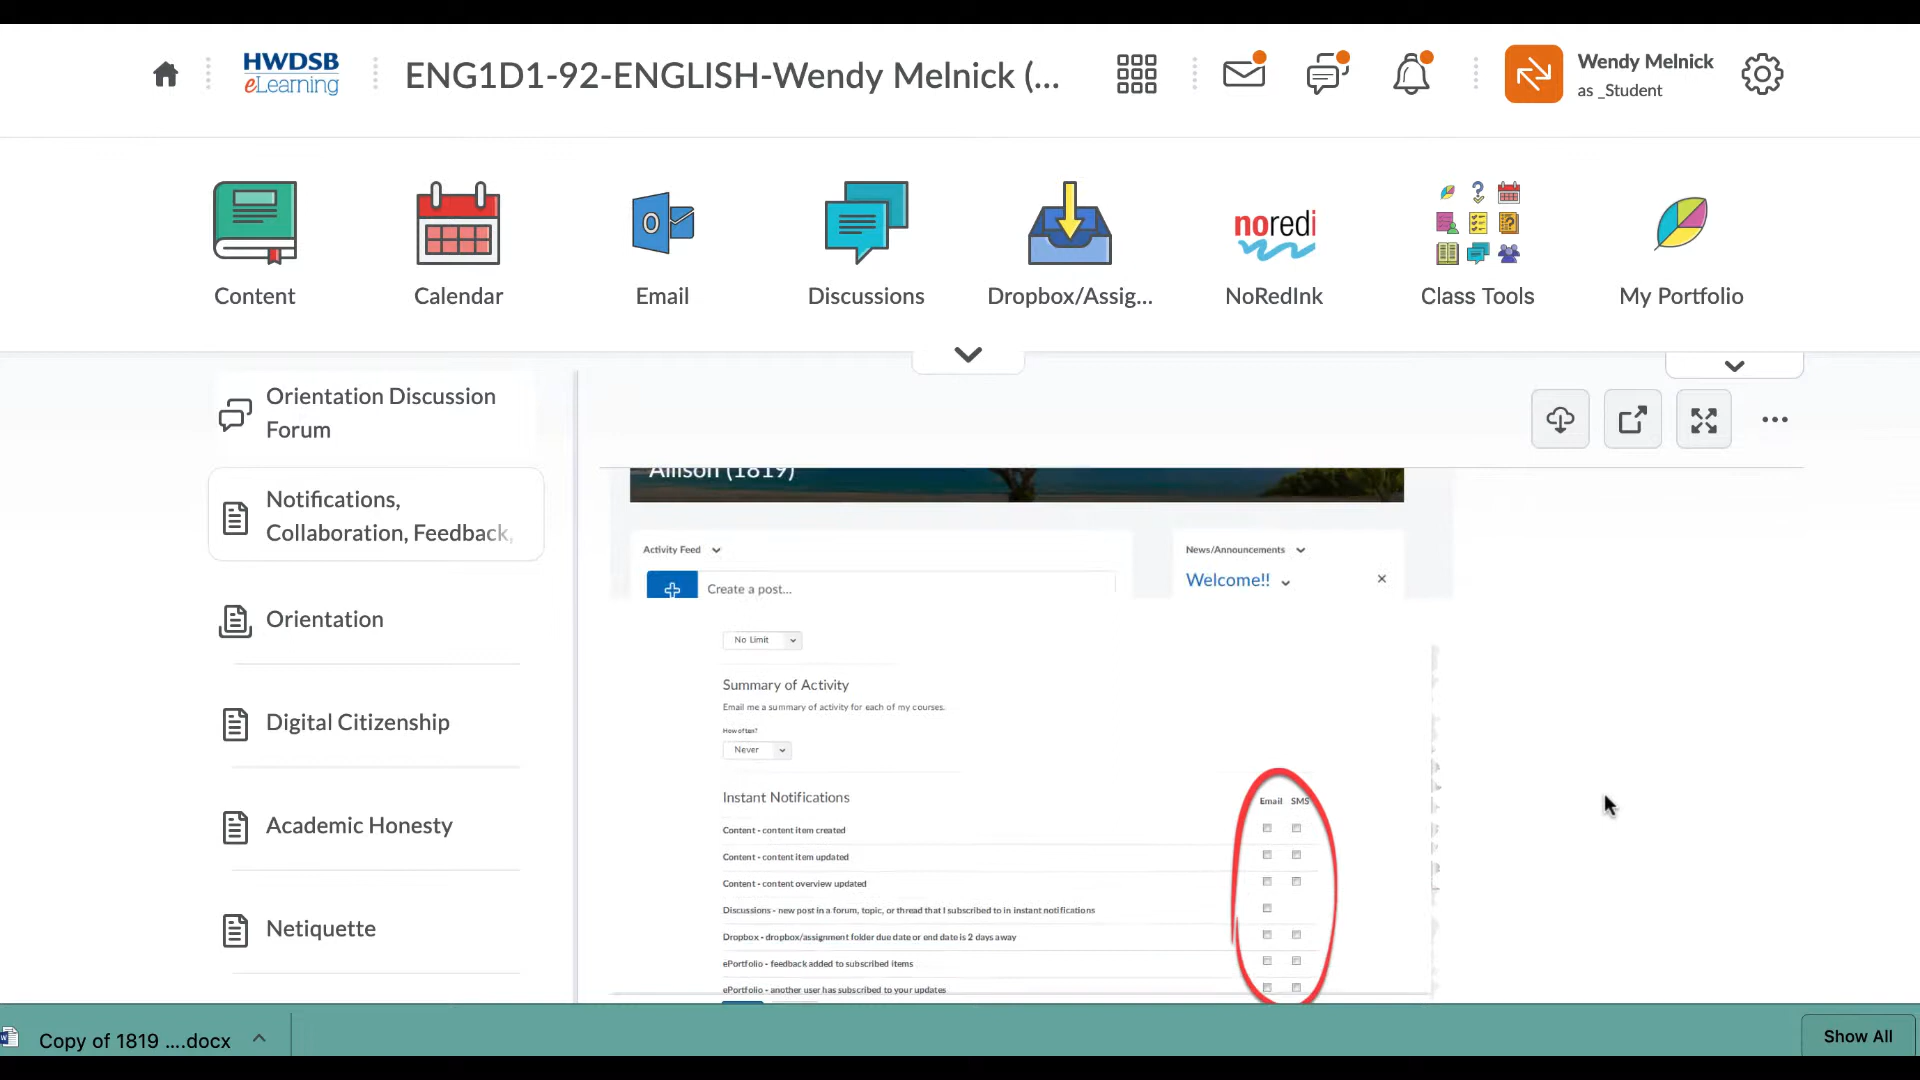 HWDSB
eLearning
ENG1D1-92-ENGLISH-Wendy Melnick (...
Wendy Melnick
as _Student
Content
Calendar
Email
Discussions
Dropbox/Assig...
noredi
NoRedInk
Class Tools
My Portfolio
Orientation Discussion
Forum
Notifications,
Collaboration, Feedback,
Orientation
Digital Citizenship
Academic Honesty
Netiquette
Allison (1819)
Activity Feed
Create a post...
News/Announcements
Welcome!!
No Limit
Summary of Activity
Email me a summary of activity for each of my courses.
How often?
Never
Instant Notifications
Email SMS
Content - content item created
Content - content item updated
Content - content overview updated
Discussions - new post in a forum, topic, or thread that I subscribed to in instant notifications
Dropbox - dropbox/assignment folder due date or end date is 2 days away
ePortfolio - feedback added to subscribed items
ePortfolio - another user has subscribed to your updates
Copy of 1819 ....docx
Show All